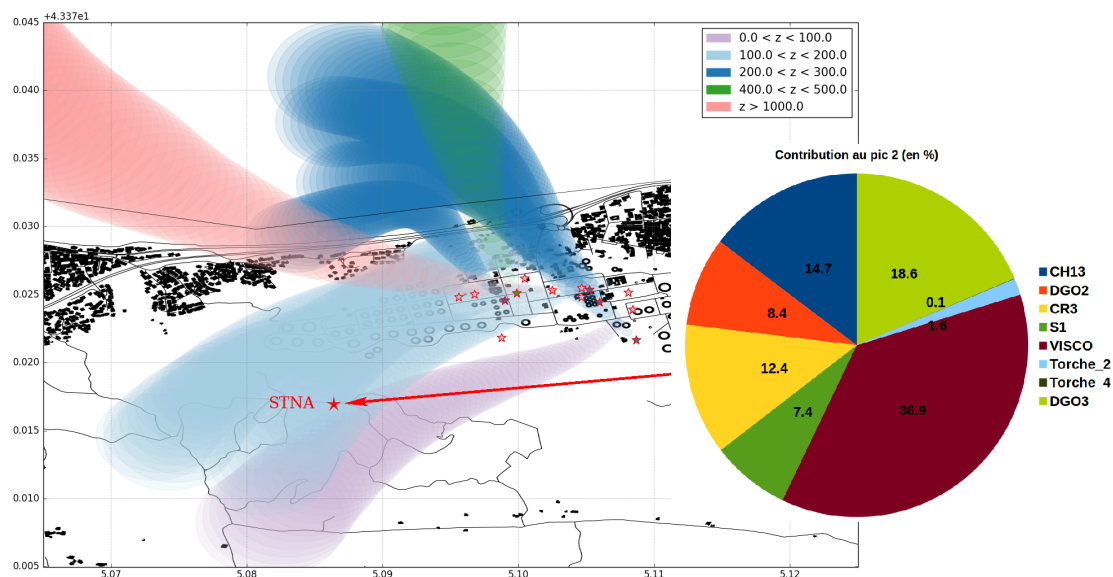 +4.337e1
0.045
0.040
0.035
0.030
0.025
0.020
0.015
0.010
0.005
5.07
5.08
5.09
5.10
5.11
5.12
0.0 < z < 100.0
100.0 < z < 200.0
200.0 < z < 300.0
400.0 < z < 500.0
z > 1000.0
STNA
Contribution au pic 2 (en %)
14.7
18.6
8.4
0.1
1.6
12.4
7.4
36.9
CH13
DGO2
CR3
S1
VISCO
Torche_2
Torche_4
DGO3